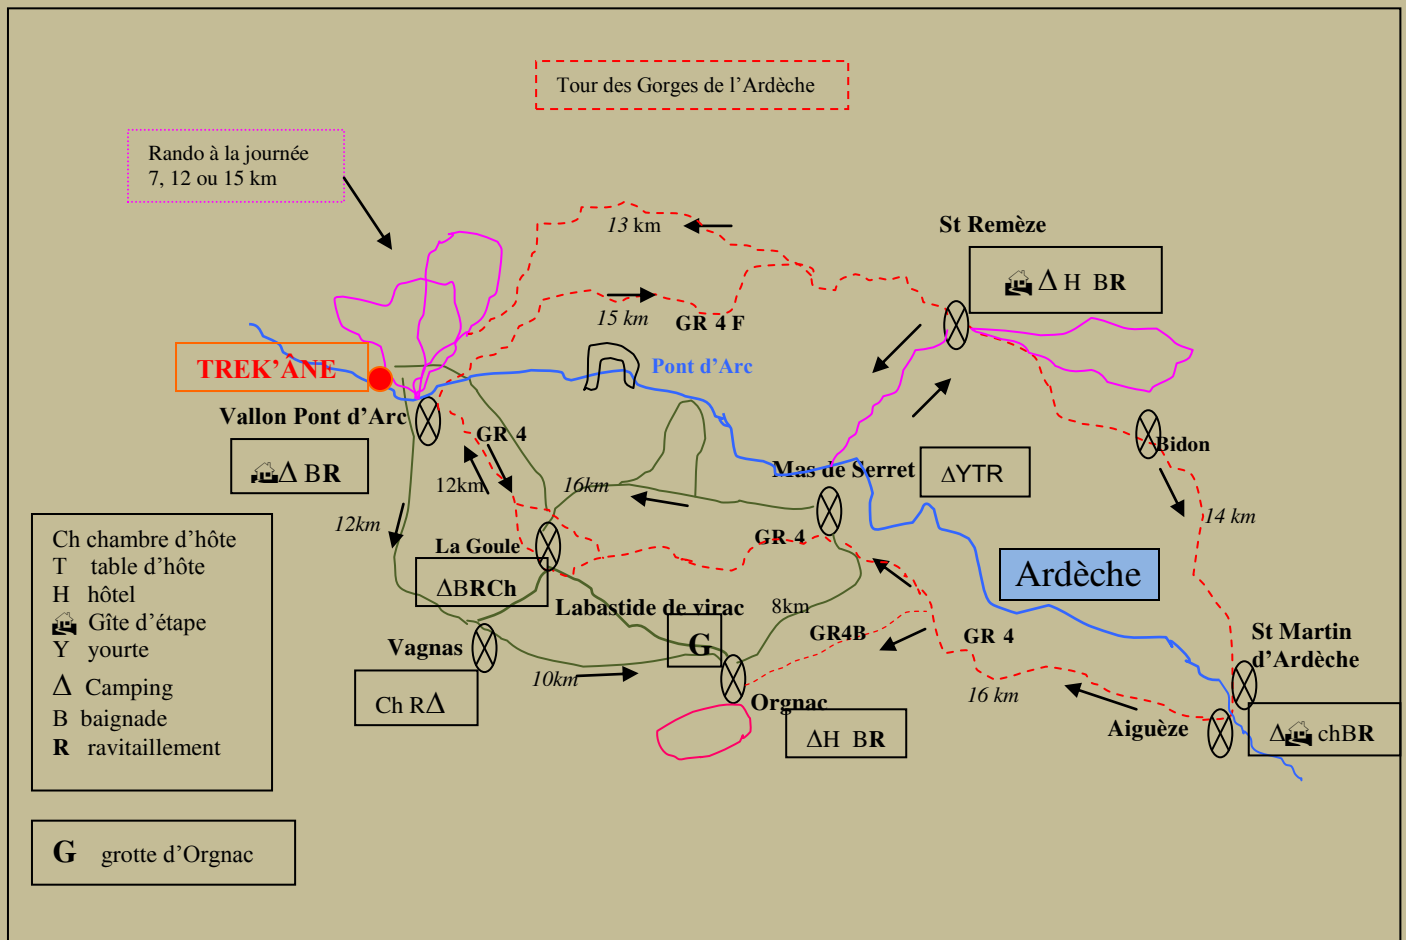 Tour des Gorges de l'Ardèche
Rando à la journée
7, 12 ou 15 km
13 km
St Remèze
Δ H BR
15 km
GR 4 F
TREK'ÂNE
Pont d'Arc
Vallon Pont d'Arc
GR 4
Bidon
Δ BR
12km
16km
Mas de Serret
ΔYTR
14 km
12km
GR 4
La Goule
Ardèche
ΔBRCh
Labastide de virac
8km
GR4B
GR 4
St Martin
d'Ardèche
Vagnas
G
10km
16 km
Ch RΔ
Orgnac
Aiguèze
ΔH BR
Δ chBR
Ch chambre d'hôte
T table d'hôte
H hôtel
Gîte d'étape
Y yourte
Δ Camping
B baignade
R ravitaillement
G grotte d'Orgnac